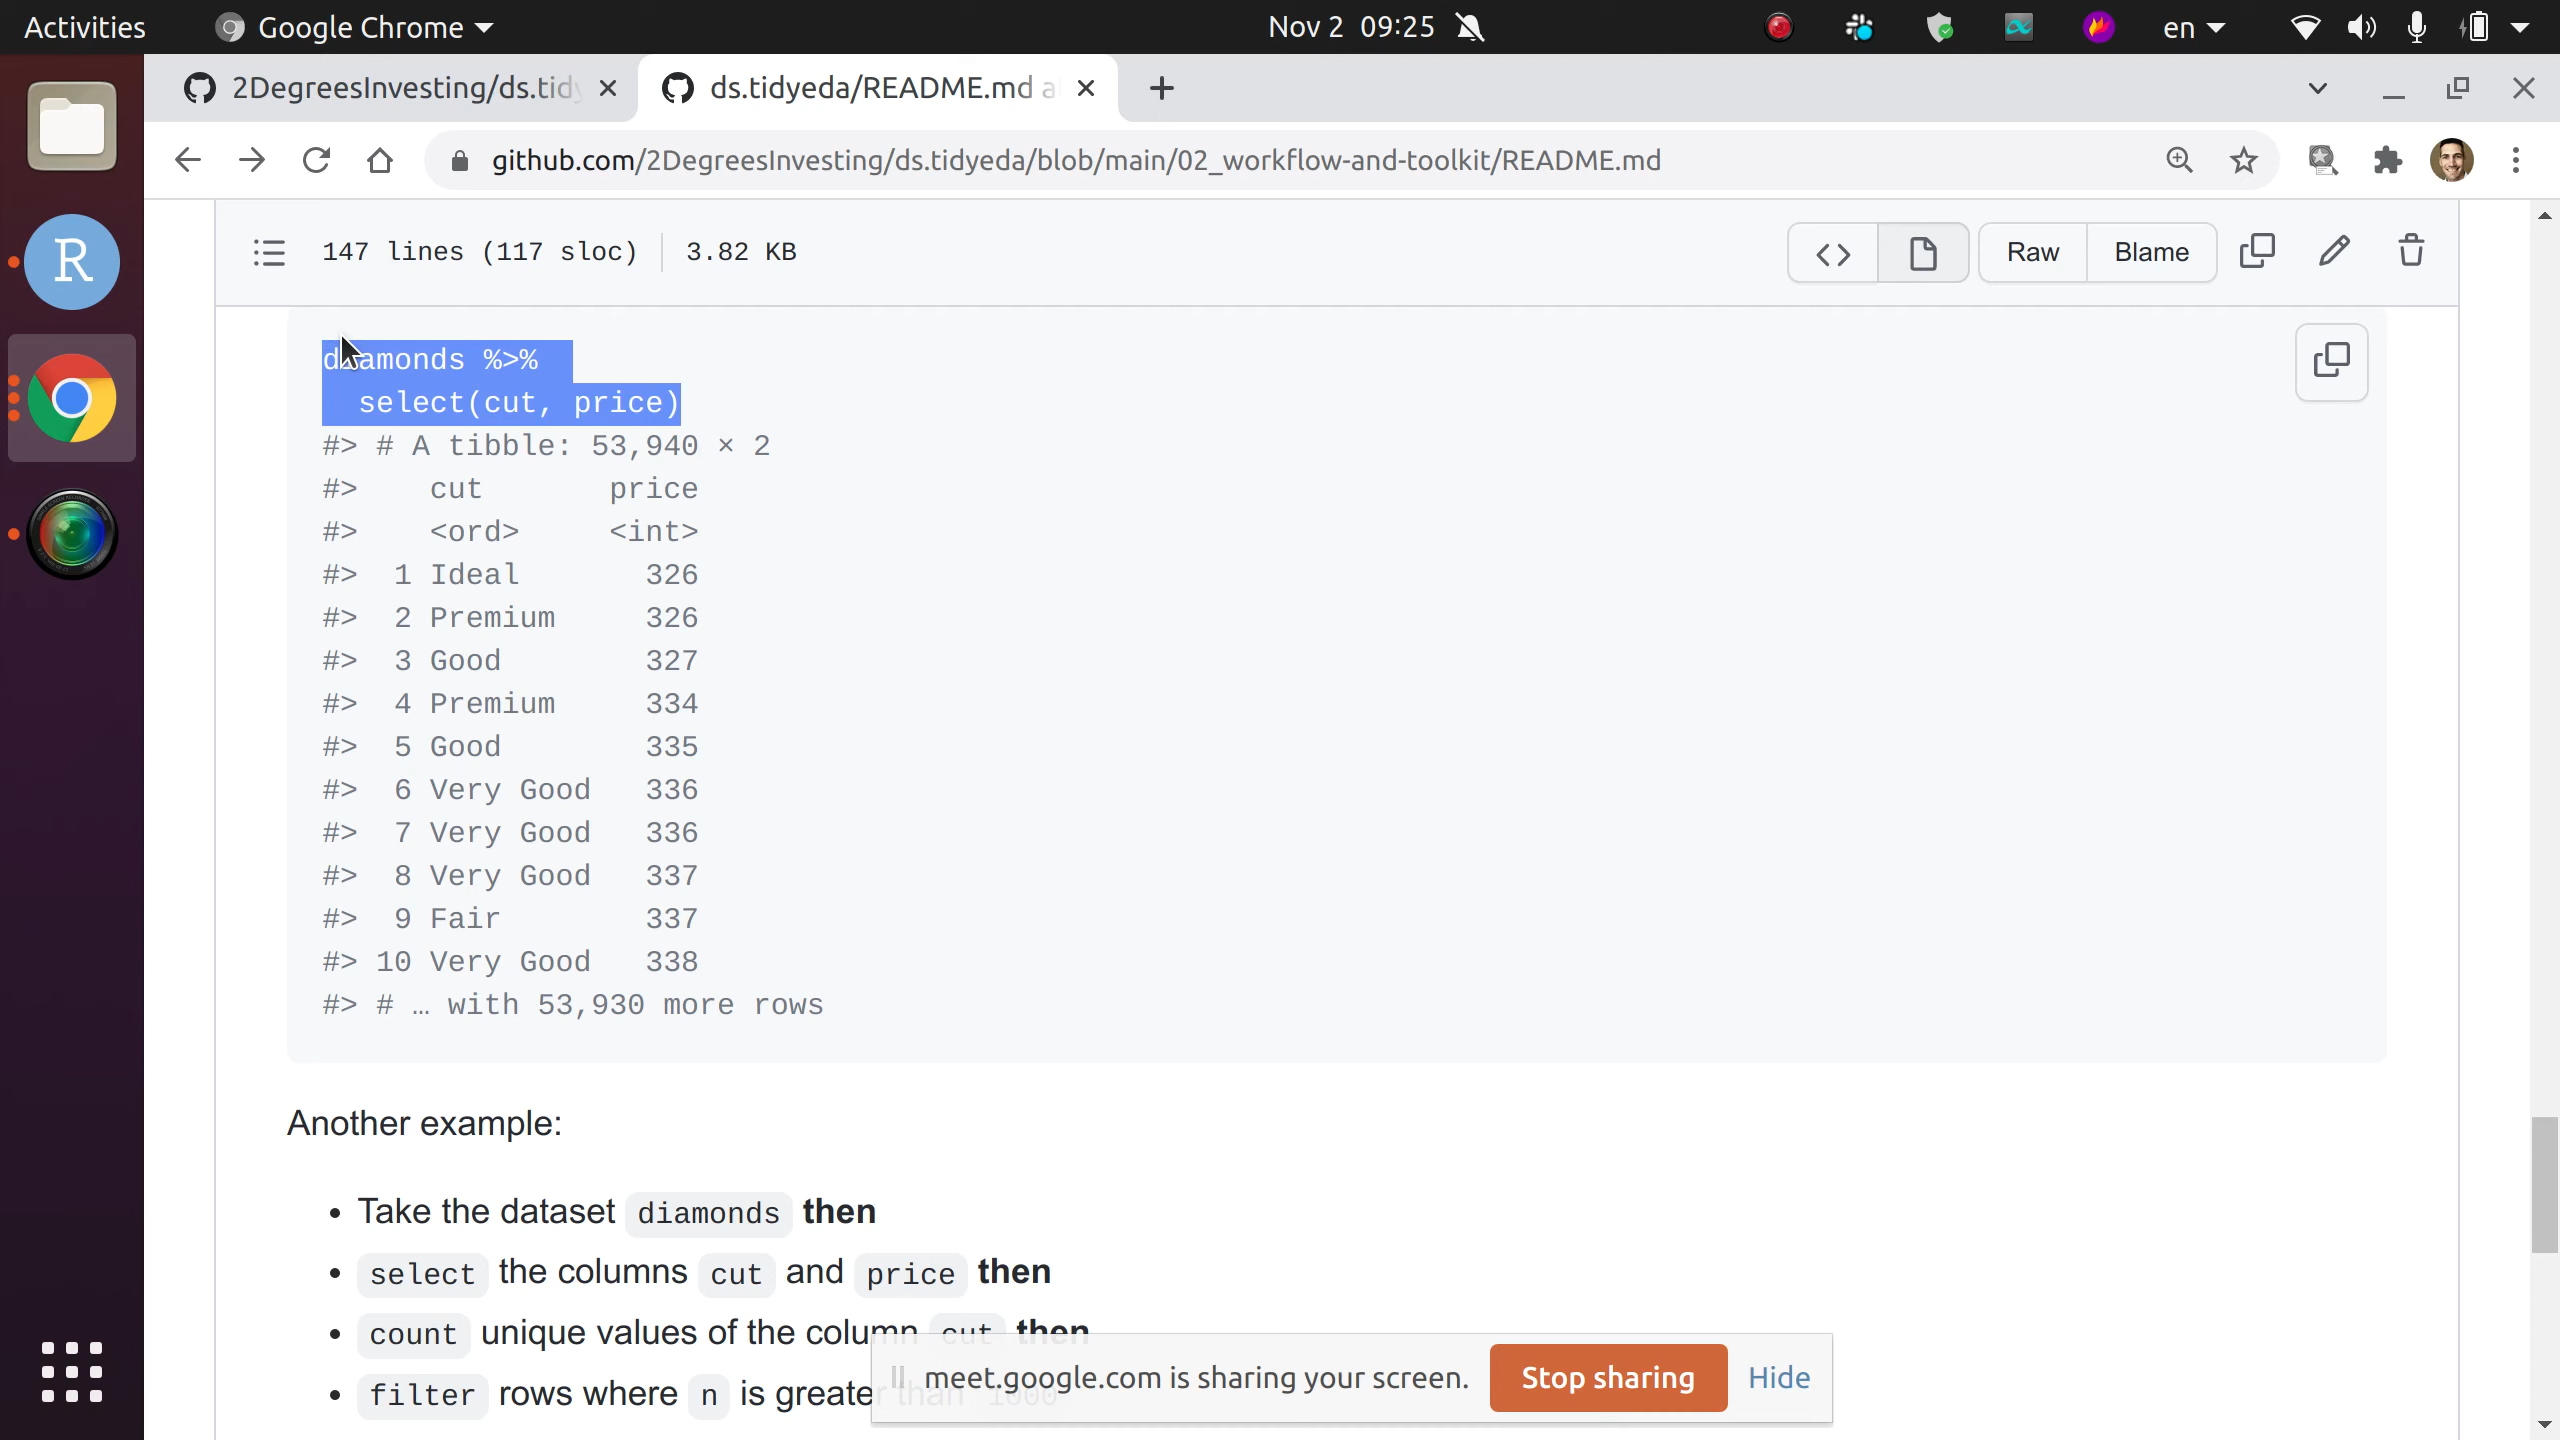 Activities
Google Chrome
Nov 2 09:25
en
2DegreesInvesting/ds.tidy
ds.tidyeda/README.md a
github.com/2DegreesInvesting/ds.tidyeda/blob/main/02_workflow-and-toolkit/README.md
147 lines (117 sloc)
3.82 KB
Raw
Blame
R
diamonds %>%
select(cut, price)
#> # A tibble: 53,940 × 2
#> cut price
#> <ord> <int>
#> 1 Ideal 326
#> 2 Premium 326
#> 3 Good 327
#> 4 Premium 334
#> 5 Good 335
#> 6 Very Good 336
#> 7 Very Good 336
#> 8 Very Good 337
#> 9 Fair 337
#> 10 Very Good 338
#> # … with 53,930 more rows
Another example:
• Take the dataset diamonds then
• select the columns cut and price then
• count unique values of the column cut then
• filter rows where n is greater than 1000
meet.google.com is sharing your screen.
Stop sharing
Hide